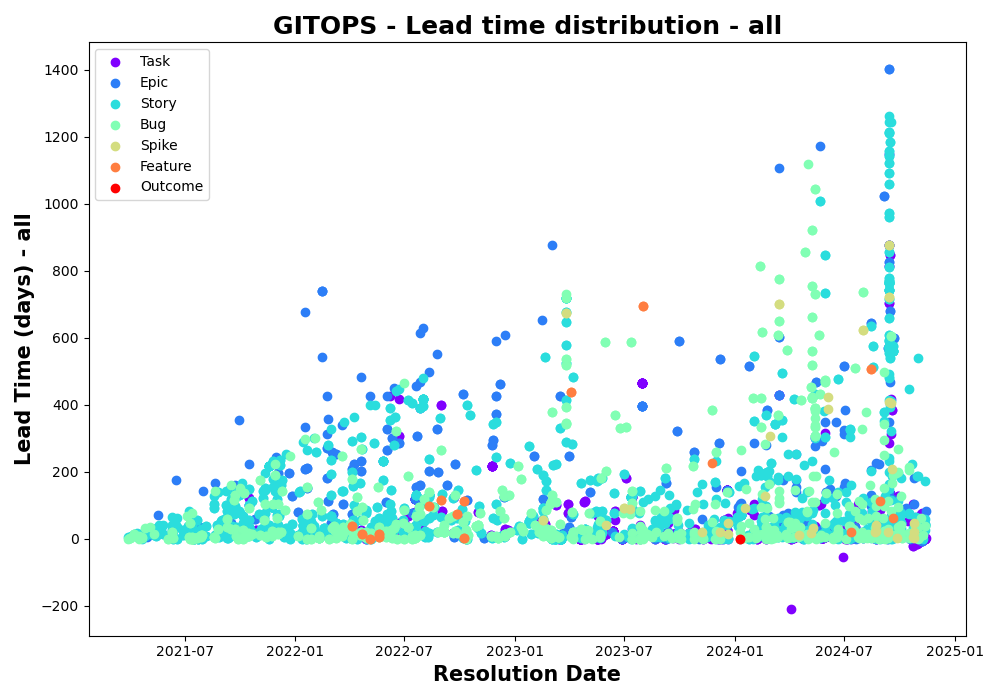 GITOPS - Lead time distribution - all
Task
Epic
Story
Bug
Spike
Feature
Outcome
1400
1200
1000
800
600
400
200
0
−200
Lead Time (days) - all
2021-07
2022-01
2022-07
2023-01
2023-07
2024-01
2024-07
2025-01
Resolution Date